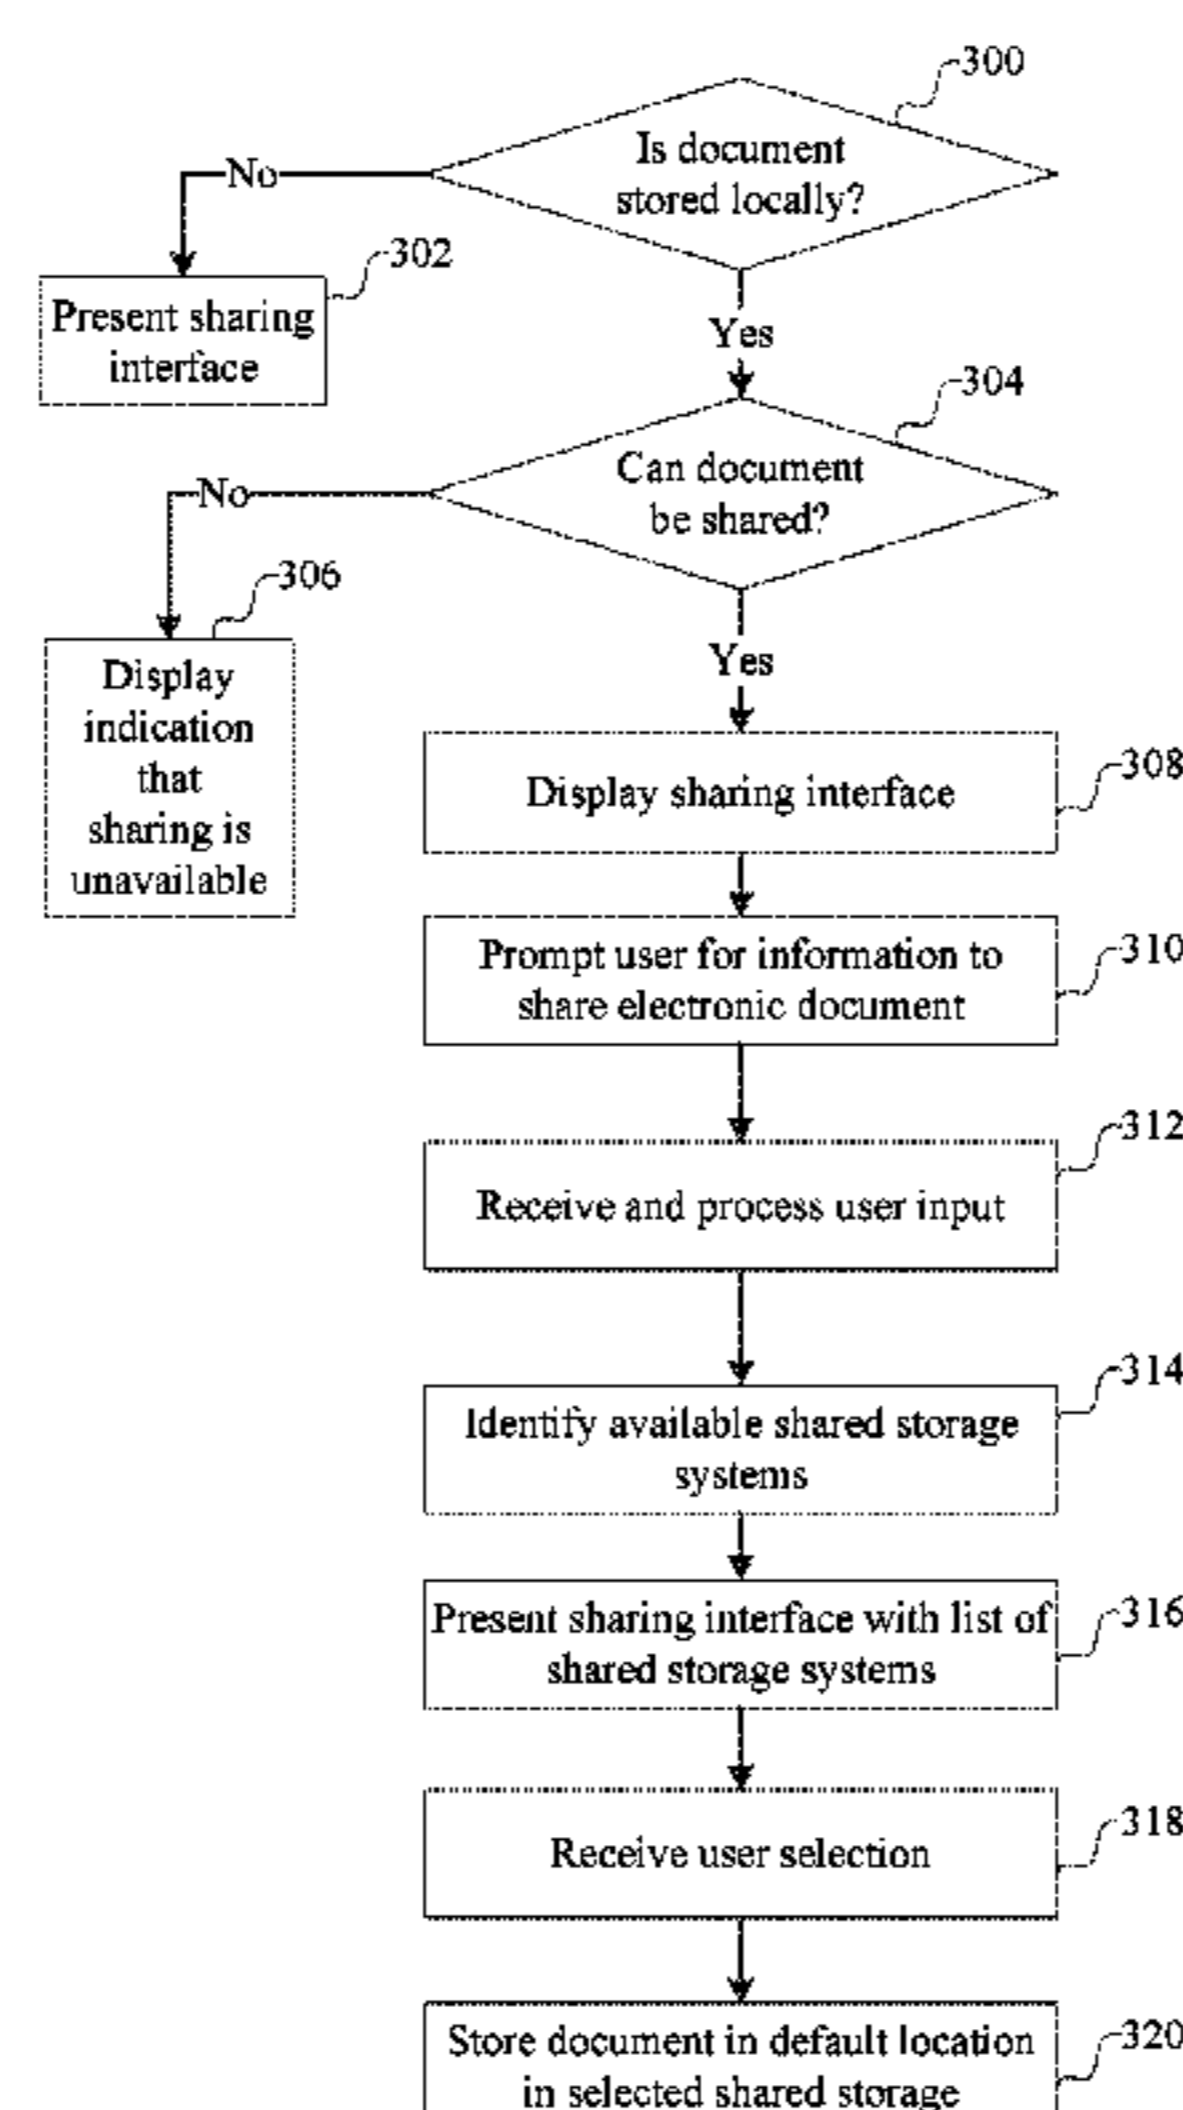 300
Is document
stored locally?
No
302
Present sharing
interface
Yes
304
Can document
be shared?
No
306
Display
indication
that
sharing is
unavailable
Yes
308
Display sharing interface
310
Prompt user for information to
share electronic document
312
Receive and process user input
314
Identify available shared storage
systems
316
Present sharing interface with list of
shared storage systems
318
Receive user selection
320
Store document in default location
in selected shared storage